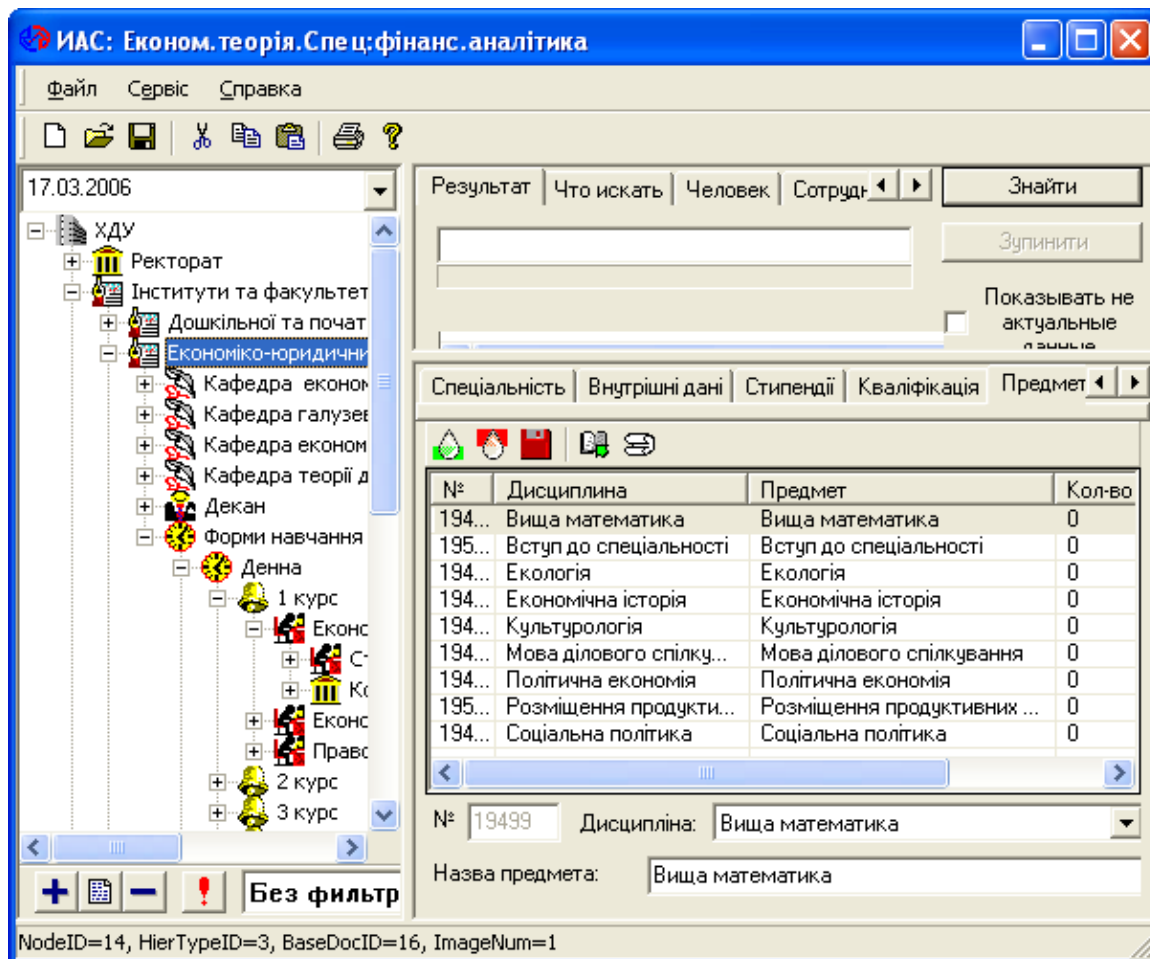 ИАС: Економ.теорія.Спец:фінанс.аналітика
Файл Сервіс Справка
17.03.2006
ХДУ
Ректорат
Інститути та факультет
Дошкільної та почат
Економіко-юридични
Кафедра економ
Кафедра галузев
Кафедра економ
Кафедра теорії д
Декан
Форми навчання
Денна
1 курс
Еконо
Ст
Ко
Еконо
Право
2 курс
3 курс
Без фильтр
Результат Что искать Человек Сотрудн
Знайти
Зупинити
Показывать не
актуальные
данные
Спеціальність Внутрішні дані Стипендії Кваліфікація Предмет
№ Дисциплина Предмет Кол-во
194... Вища математика Вища математика 0
195... Вступ до спеціальності Вступ до спеціальності 0
194... Екологія Екологія 0
194... Економічна історія Економічна історія 0
194... Культурологія Культурологія 0
194... Мова ділового спілку... Мова ділового спілкування 0
194... Політична економія Політична економія 0
195... Розміщення продукти... Розміщення продуктивних ... 0
194... Соціальна політика Соціальна політика 0
№ 19499 Дисципліна: Вища математика
Назва предмета: Вища математика
NodeID=14, HierTypeID=3, BaseDocID=16, ImageNum=1